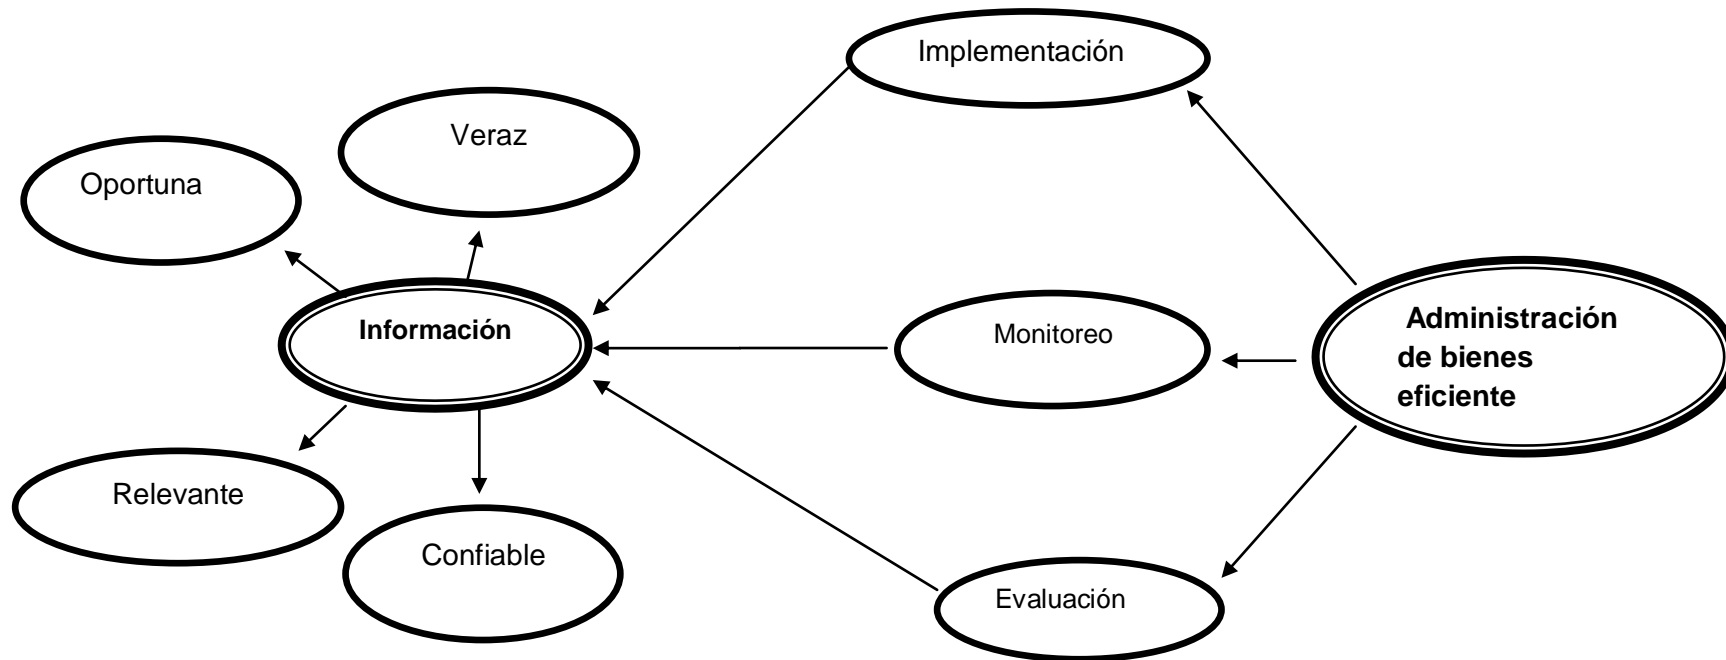 Implementación
Veraz
Oportuna
Información
Monitoreo
Administración
de bienes
eficiente
Relevante
Confiable
Evaluación